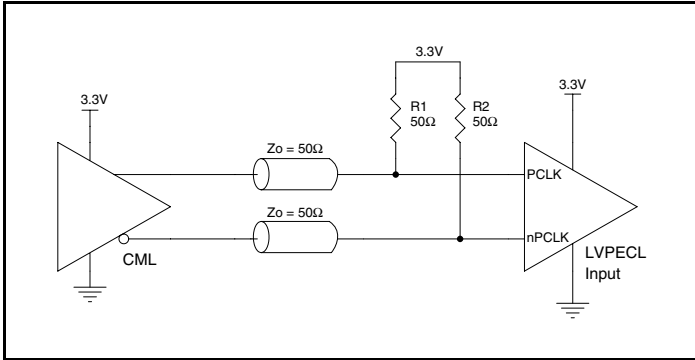 3.3V
3.3V
3.3V
R1
50Ω
R2
50Ω
Zo = 50Ω
PCLK
Zo = 50Ω
nPCLK
CML
LVPECL
Input